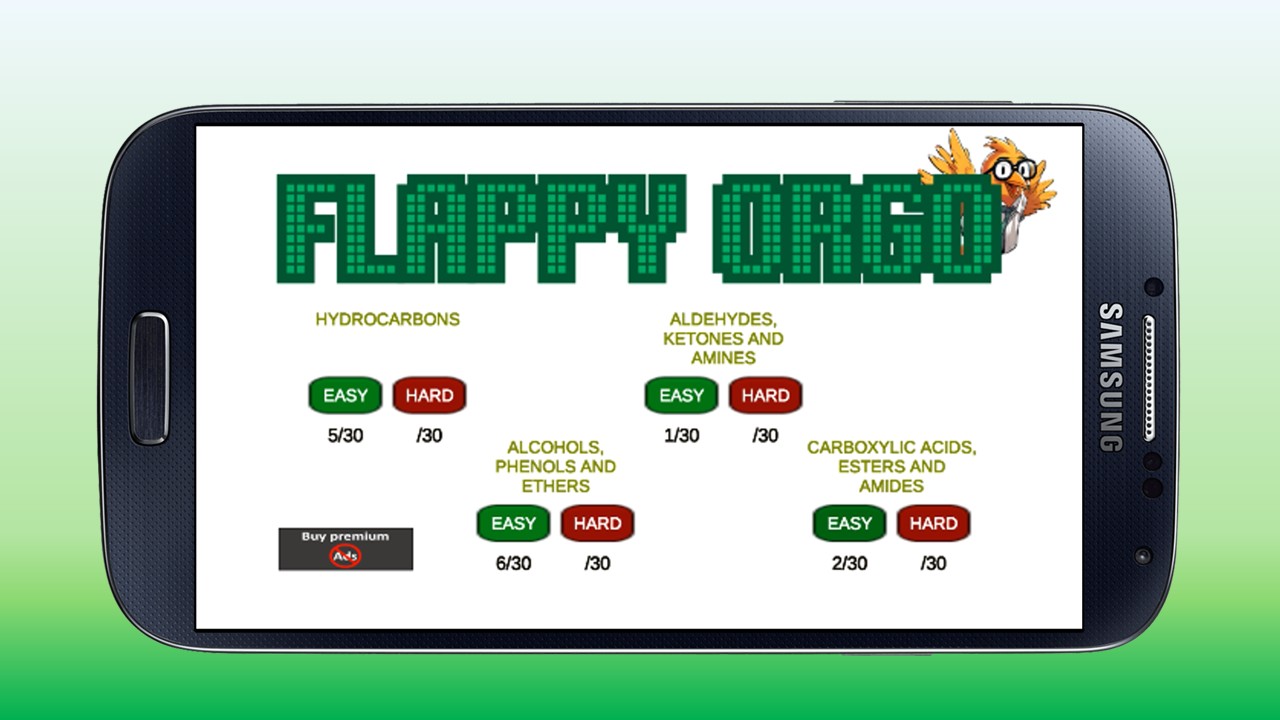 FLAPPY ORGO
HYDROCARBONS
EASY HARD
5/30 /30
ALDEHYDES,
KETONES AND
AMINES
EASY HARD
1/30 /30
ALCOHOLS,
PHENOLS AND
ETHERS
EASY HARD
6/30 /30
CARBOXYLIC ACIDS,
ESTERS AND
AMIDES
EASY HARD
2/30 /30
Buy premium
Ads
SAMSUNG